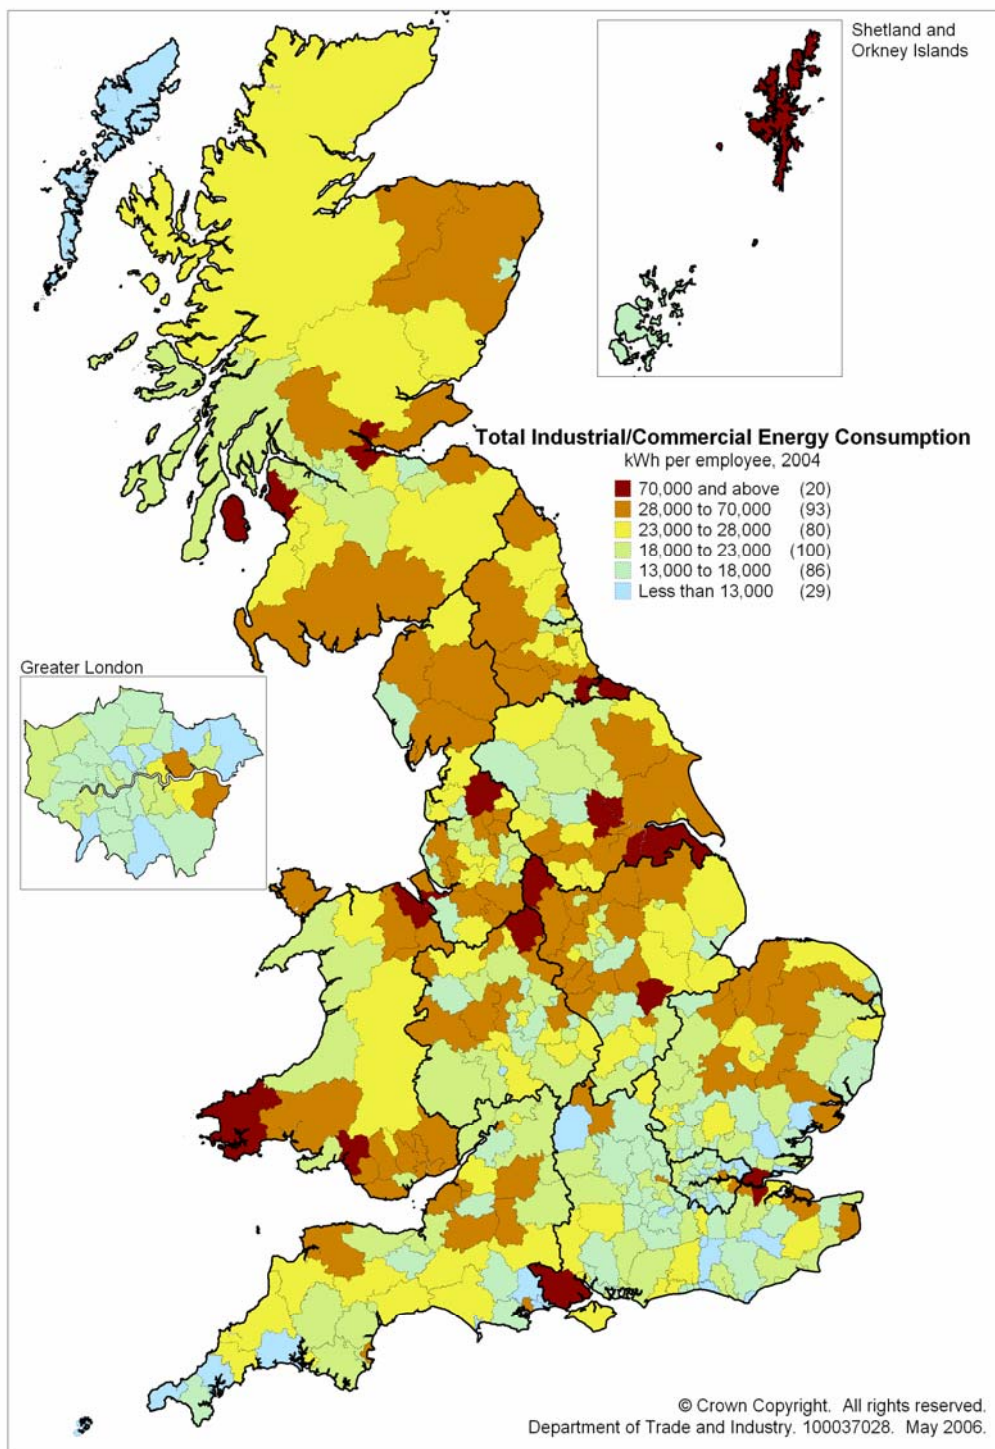 Shetland and
Orkney Islands
Total Industrial/Commercial Energy Consumption
kWh per employee, 2004
70,000 and above (20)
28,000 to 70,000 (93)
23,000 to 28,000 (80)
18,000 to 23,000 (100)
13,000 to 18,000 (86)
Less than 13,000 (29)
Greater London
© Crown Copyright. All rights reserved.
Department of Trade and Industry. 100037028. May 2006.